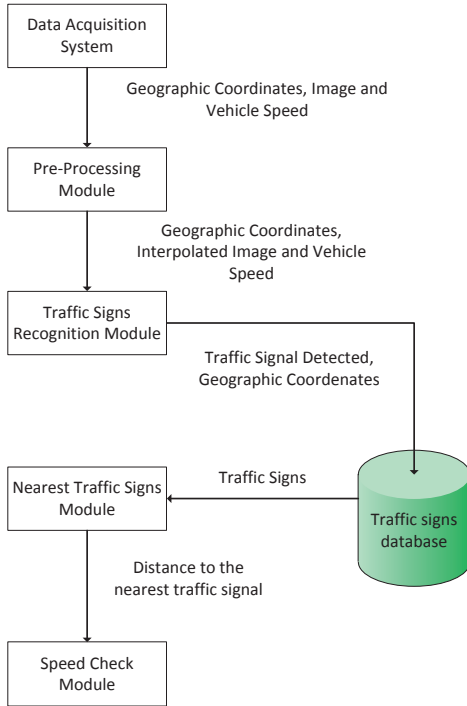 Data Acquisition
System
Geographic Coordinates, Image and
Vehicle Speed
Pre-Processing
Module
Geographic Coordinates,
Interpolated Image and Vehicle
Speed
Traffic Signs
Recognition Module
Traffic Signal Detected,
Geographic Coordenates
Traffic signs
database
Traffic Signs
Nearest Traffic Signs
Module
Distance to the
nearest traffic signal
Speed Check
Module